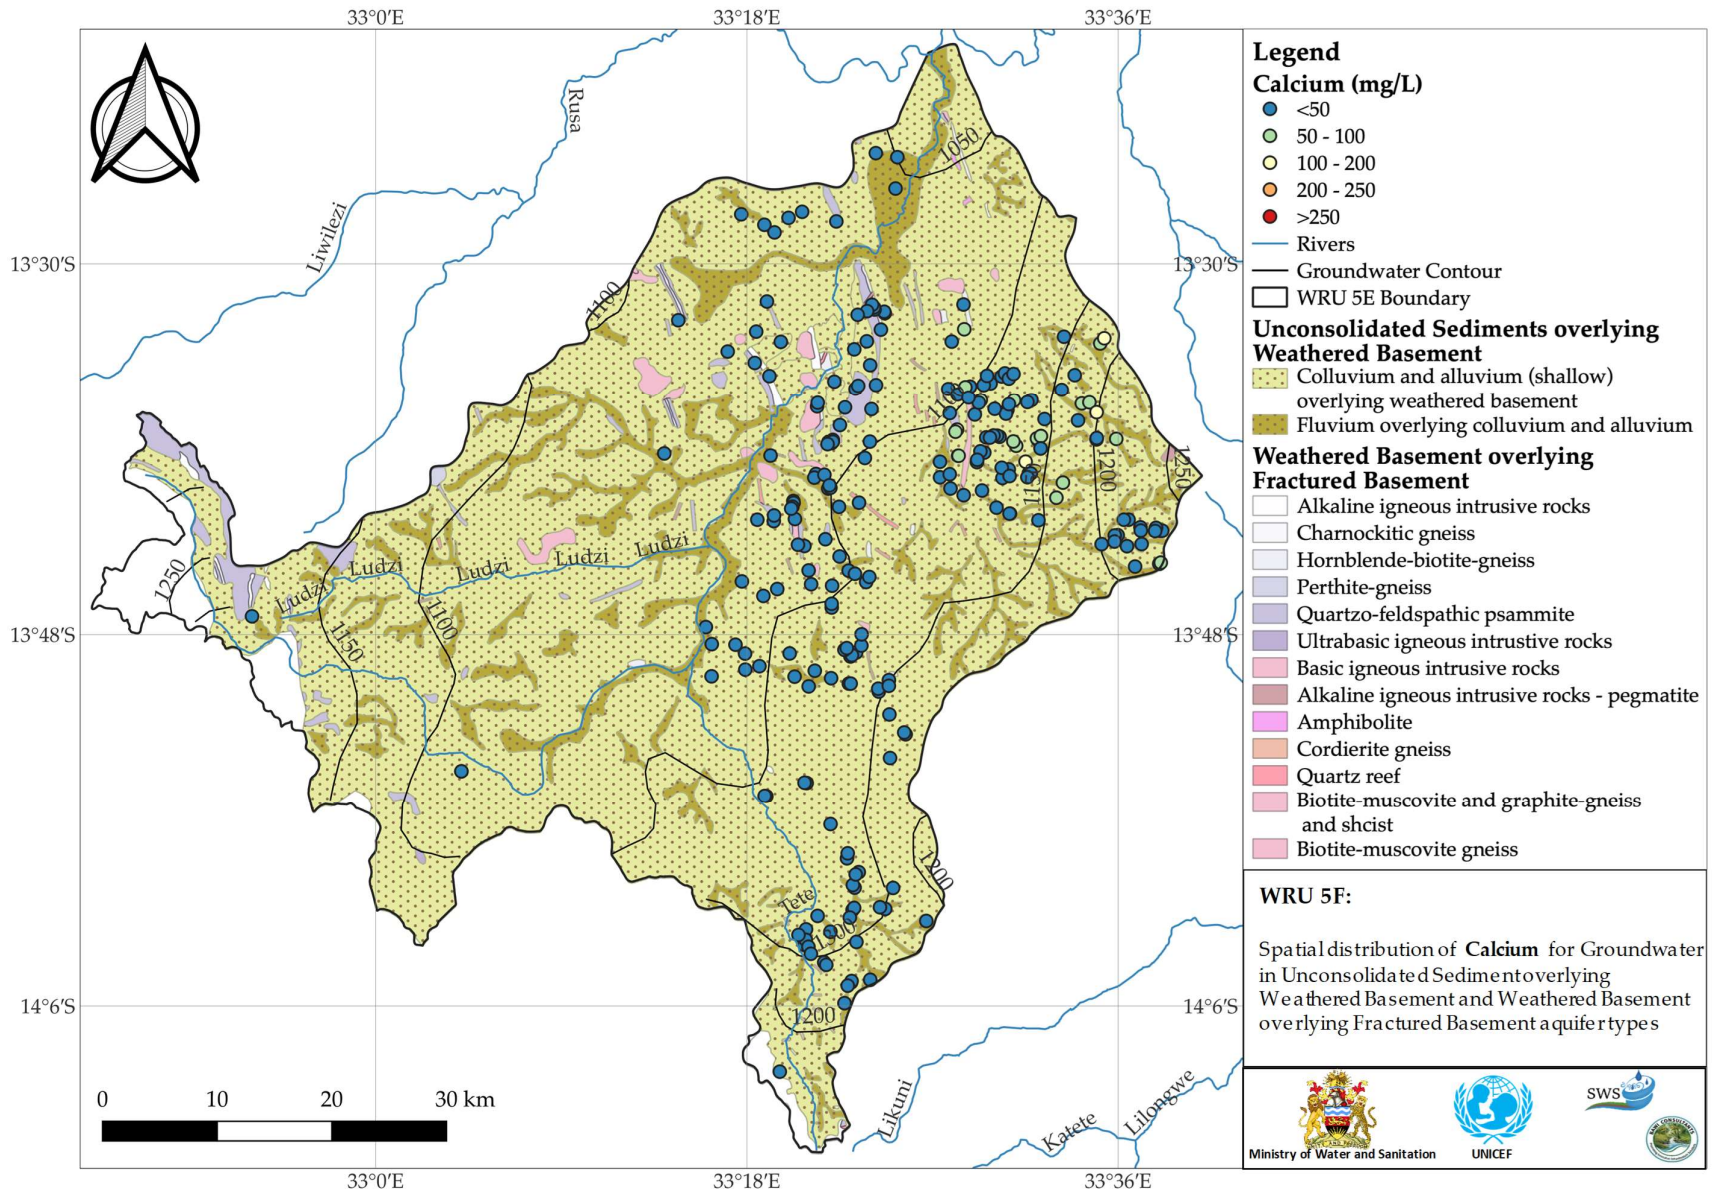 33°0′E
33°18′E
33°36′E
13°30′S
13°30′S
13°48′S
13°48′S
14°6′S
14°6′S
33°0′E
33°18′E
33°36′E
Rusa
Liwilezi
1050
1100
1200
1250
1250
Ludzi
Ludzi
Ludzi
Ludzi
Ludzi
1150
1100
1200
Tete
1200
Likuni
Katete
Lilongwe
0 10 20 30 km
Legend
Calcium (mg/L)
<50
50 - 100
100 - 200
200 - 250
>250
Rivers
Groundwater Contour
WRU 5E Boundary
Unconsolidated Sediments overlying
Weathered Basement
Colluvium and alluvium (shallow)
overlying weathered basement
Fluvium overlying colluvium and alluvium
Weathered Basement overlying
Fractured Basement
Alkaline igneous intrusive rocks
Charnockitic gneiss
Hornblende-biotite-gneiss
Perthite-gneiss
Quartzo-feldspathic psammite
Ultrabasic igneous intrustive rocks
Basic igneous intrusive rocks
Alkaline igneous intrusive rocks - pegmatite
Amphibolite
Cordierite gneiss
Quartz reef
Biotite-muscovite and graphite-gneiss
and shcist
Biotite-muscovite gneiss
WRU 5F:
Spatial distribution of Calcium for Groundwater
in Unconsolidated Sediment overlying
Weathered Basement and Weathered Basement
overlying Fractured Basement aquifer types
Ministry of Water and Sanitation
UNICEF
SWS